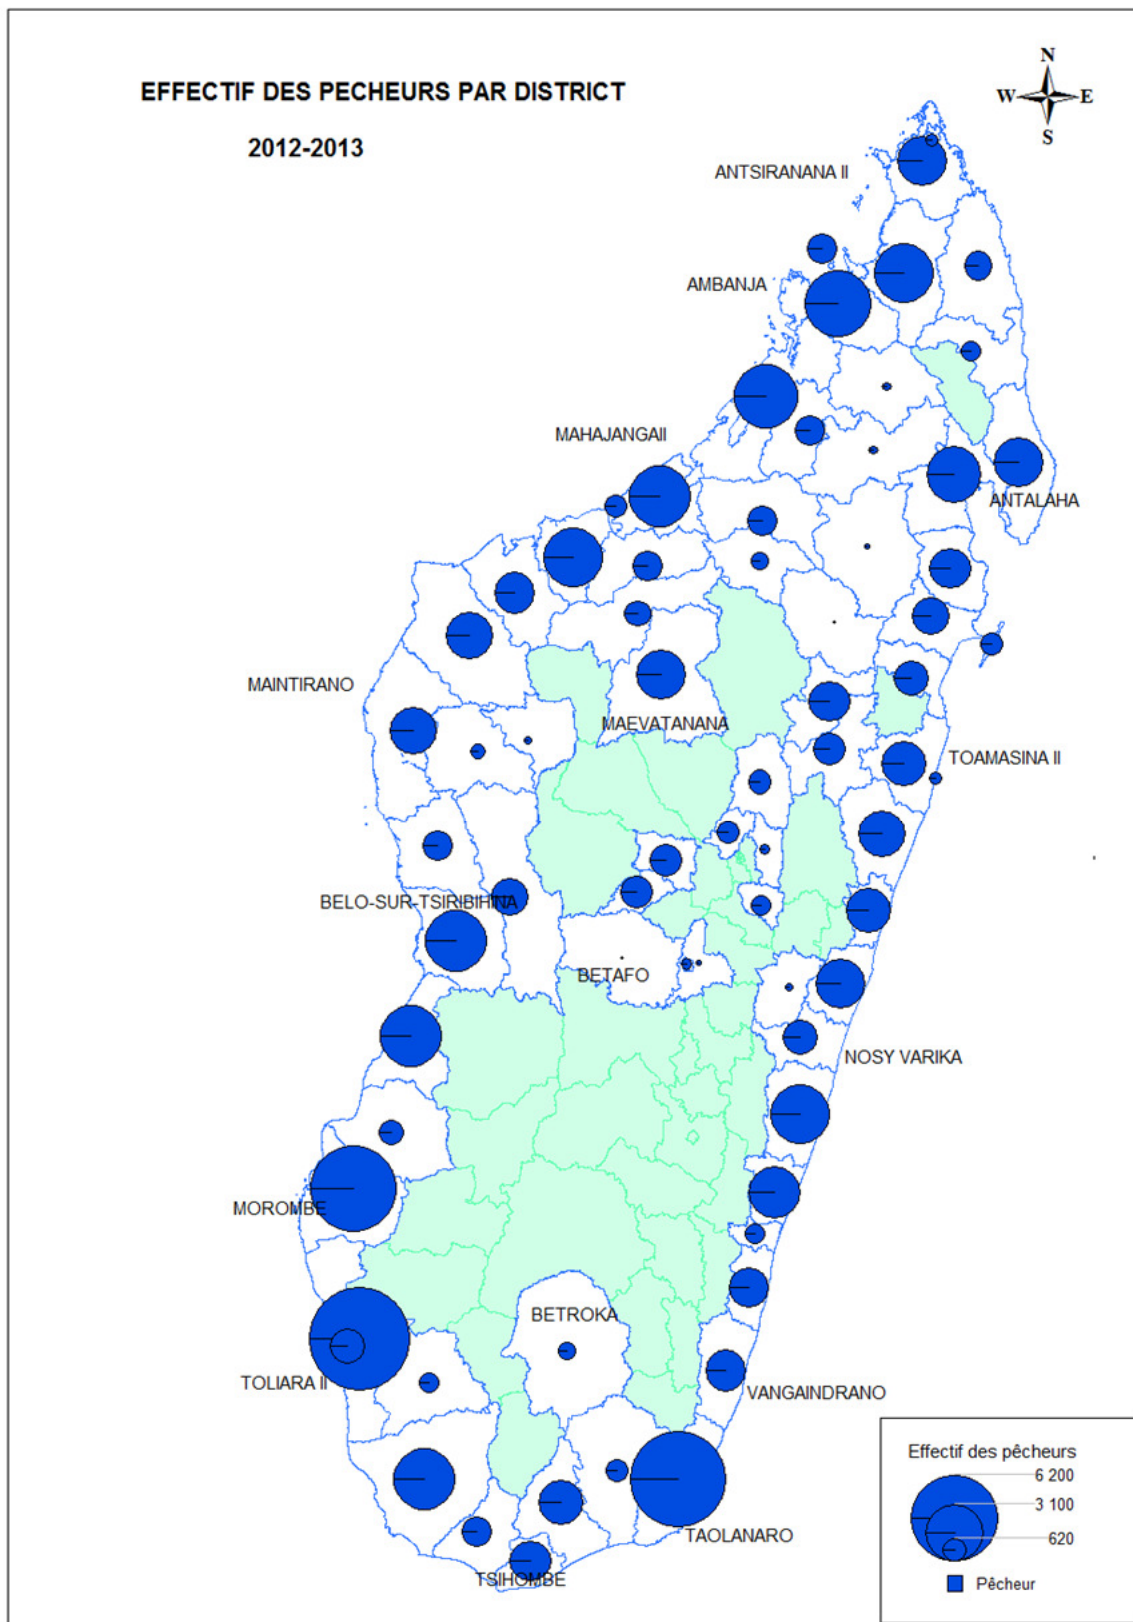 EFFECTIF DES PECHEURS PAR DISTRICT
2012-2013
N
W E
S
ANTSIRANANA II
AMBANJA
MAHAJANGAII
ANTALAHA
MAINTIRANO
MAEVATANANA
TOAMASINA II
BELO-SUR-TSIRIBIHINA
BETAFO
NOSY VARIKA
MOROMBE
BETROKA
TOLIARA II
VANGAINDRANO
TAOLANARO
TSIHOMBE
Effectif des pêcheurs
6 200
3 100
620
Pêcheur